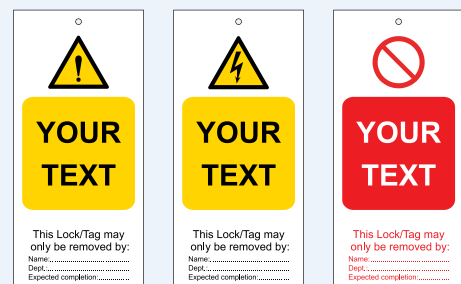 YOUR
TEXT
This Lock/Tag may
only be removed by:
Name:
Dept.:
Expected completion:
YOUR
TEXT
This Lock/Tag may
only be removed by:
Name:
Dept.:
Expected completion:
YOUR
TEXT
This Lock/Tag may
only be removed by:
Name:
Dept.:
Expected completion: